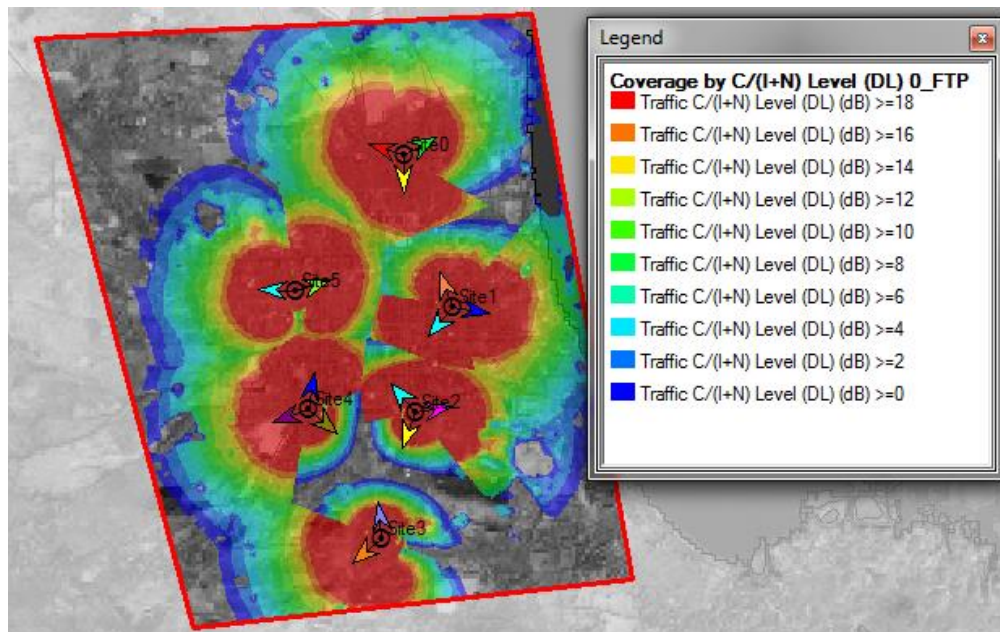 Legend
Coverage by C/(I+N) Level (DL) 0_FTP
Traffic C/(I+N) Level (DL) (dB) >=18
Traffic C/(I+N) Level (DL) (dB) >=16
Traffic C/(I+N) Level (DL) (dB) >=14
Traffic C/(I+N) Level (DL) (dB) >=12
Traffic C/(I+N) Level (DL) (dB) >=10
Traffic C/(I+N) Level (DL) (dB) >=8
Traffic C/(I+N) Level (DL) (dB) >=6
Traffic C/(I+N) Level (DL) (dB) >=4
Traffic C/(I+N) Level (DL) (dB) >=2
Traffic C/(I+N) Level (DL) (dB) >=0
Site0
Site5
Site1
Site4
Site2
Site3